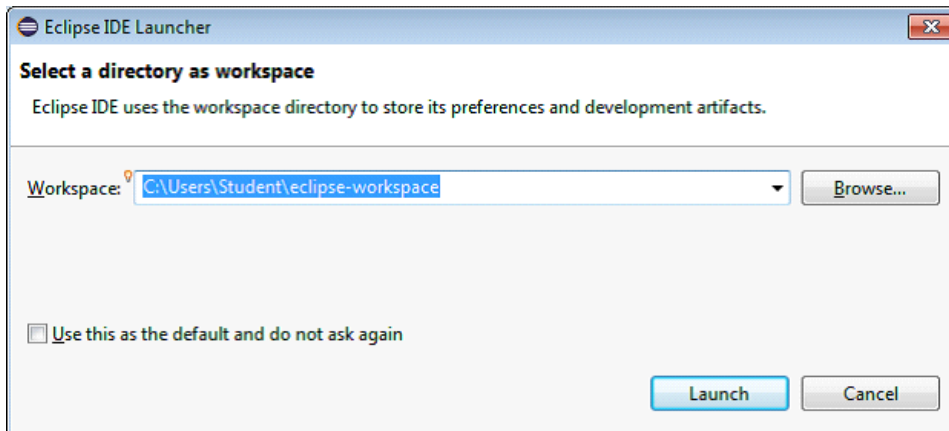 Eclipse IDE Launcher
Select a directory as workspace
Eclipse IDE uses the workspace directory to store its preferences and development artifacts.
Workspace: C:\Users\Student\eclipse-workspace Browse...
Use this as the default and do not ask again
Launch Cancel